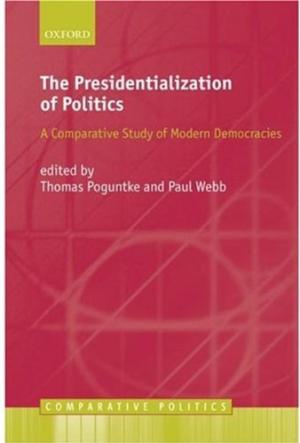 OXFORD
The Presidentialization
of Politics
A Comparative Study of Modern Democracies
edited by
Thomas Poguntke and Paul Webb
COMPARATIVE POLITICS